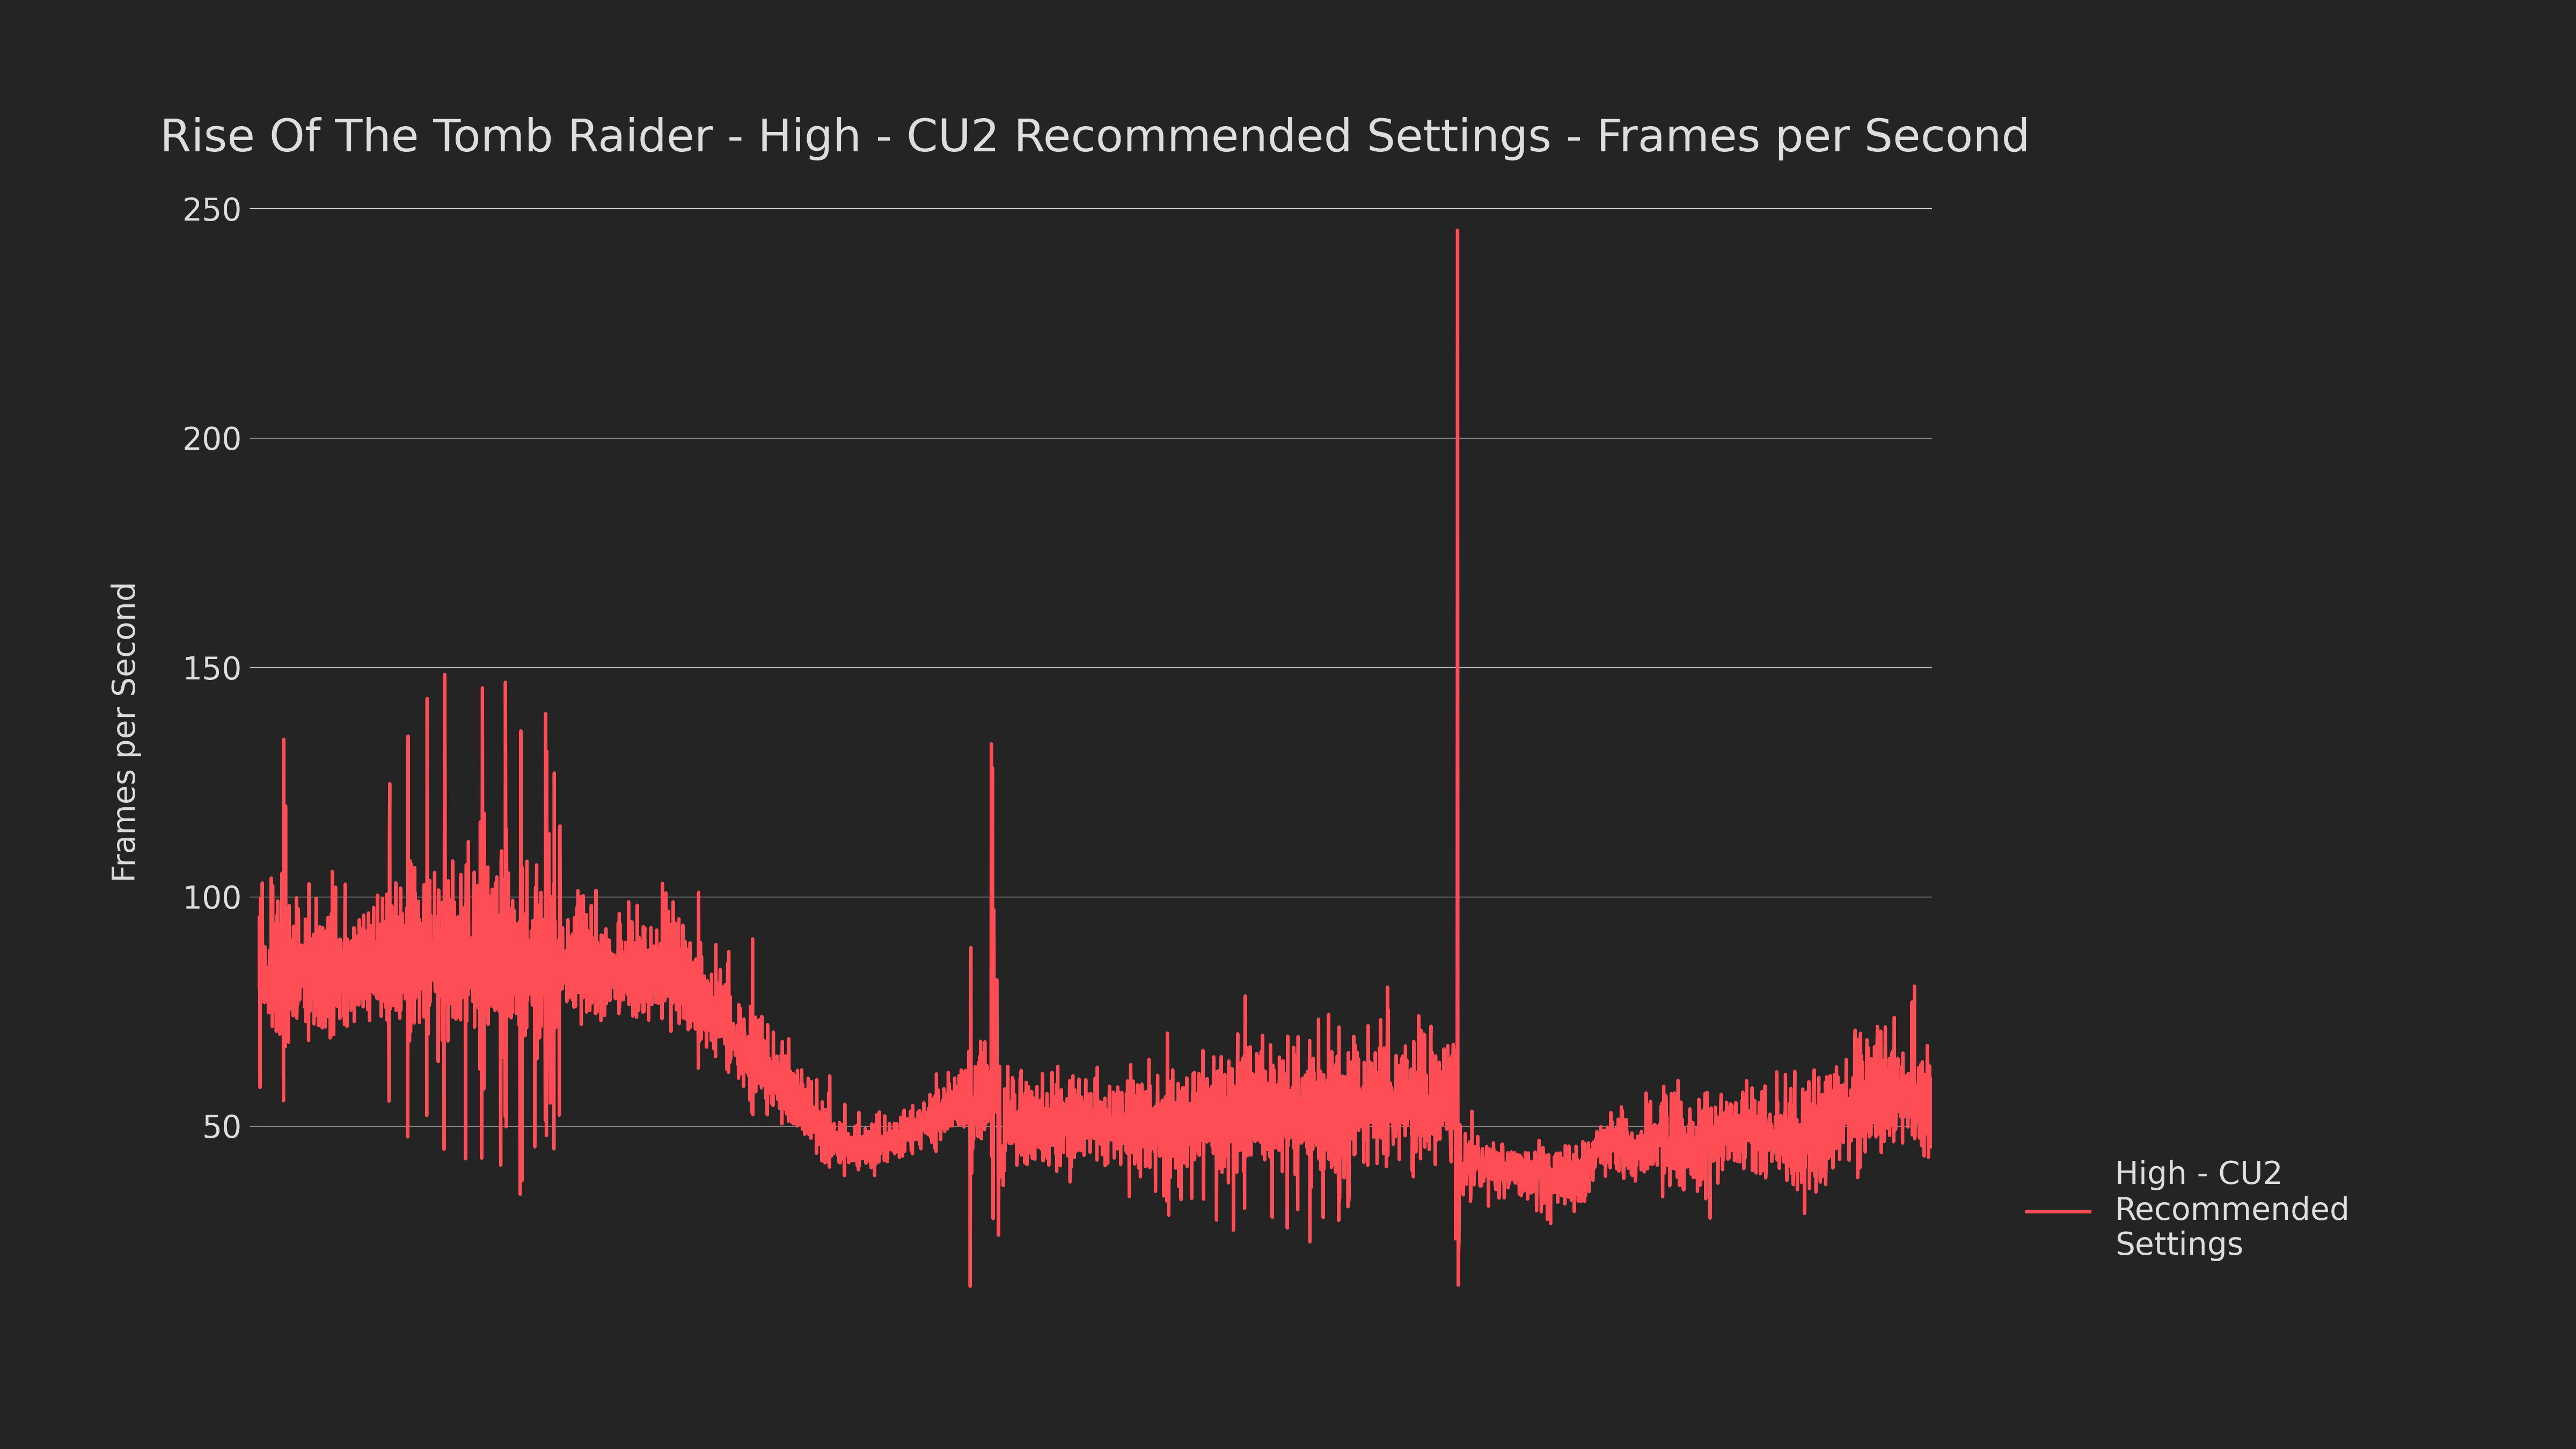 Rise Of The Tomb Raider - High - CU2 Recommended Settings - Frames per Second
250
200
150
100
50
Frames per Second
High - CU2
Recommended
Settings